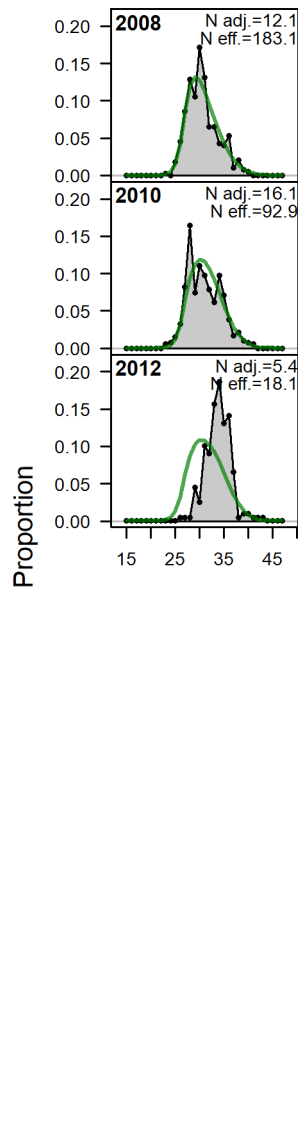 2008
N adj.=12.1
N eff.=183.1
0.20
0.15
0.10
0.05
0.00
2010
N adj.=16.1
N eff.=92.9
0.20
0.15
0.10
0.05
0.00
2012
N adj.=5.4
N eff.=18.1
0.20
0.15
0.10
0.05
0.00
15 25 35 45
Proportion